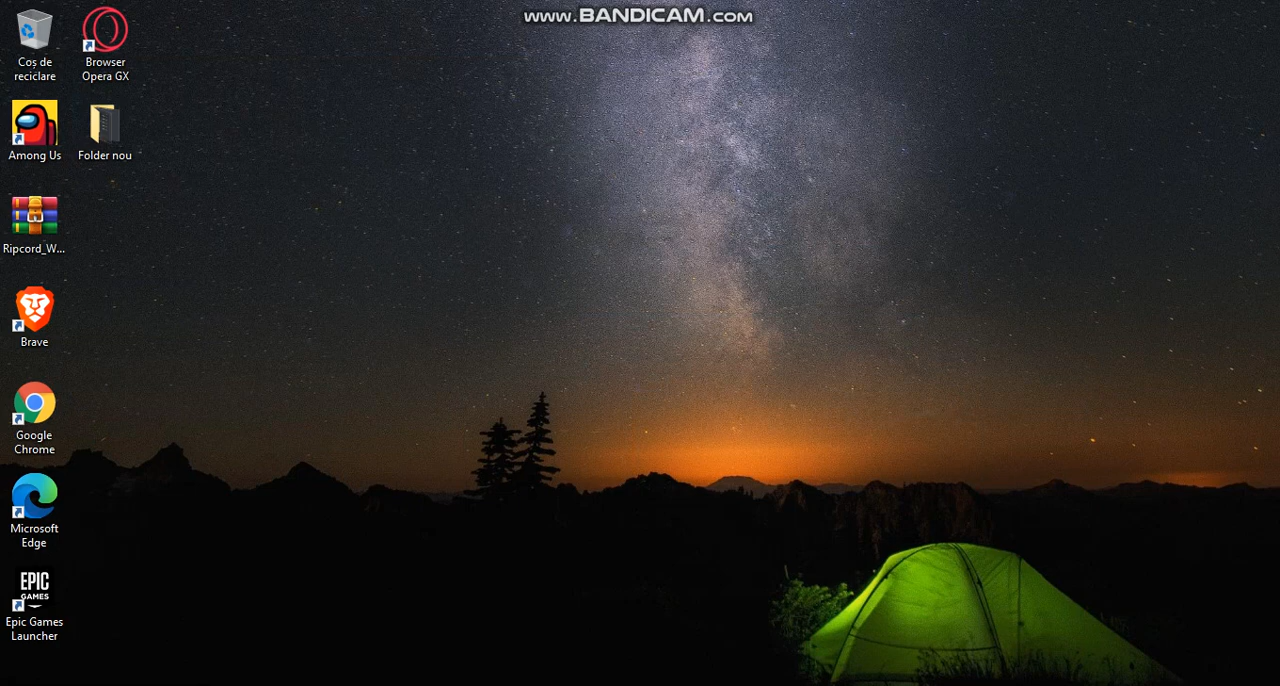 www.BANDICAM.com
Coș de
reciclare
Browser
Opera GX
Among Us
Folder nou
Ripcord_W...
Brave
Google
Chrome
Microsoft
Edge
EPIC
GAMES
Epic Games
Launcher